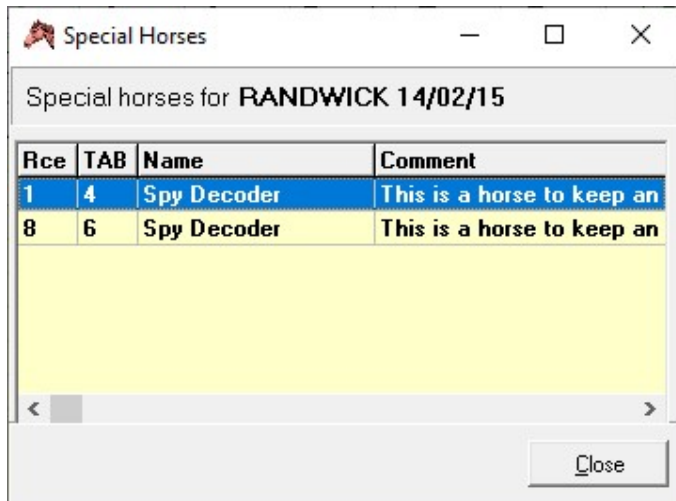 Special Horses
Special horses for RANDWICK 14/02/15
Rce TAB Name Comment
1 4 Spy Decoder This is a horse to keep an
8 6 Spy Decoder This is a horse to keep an
Close